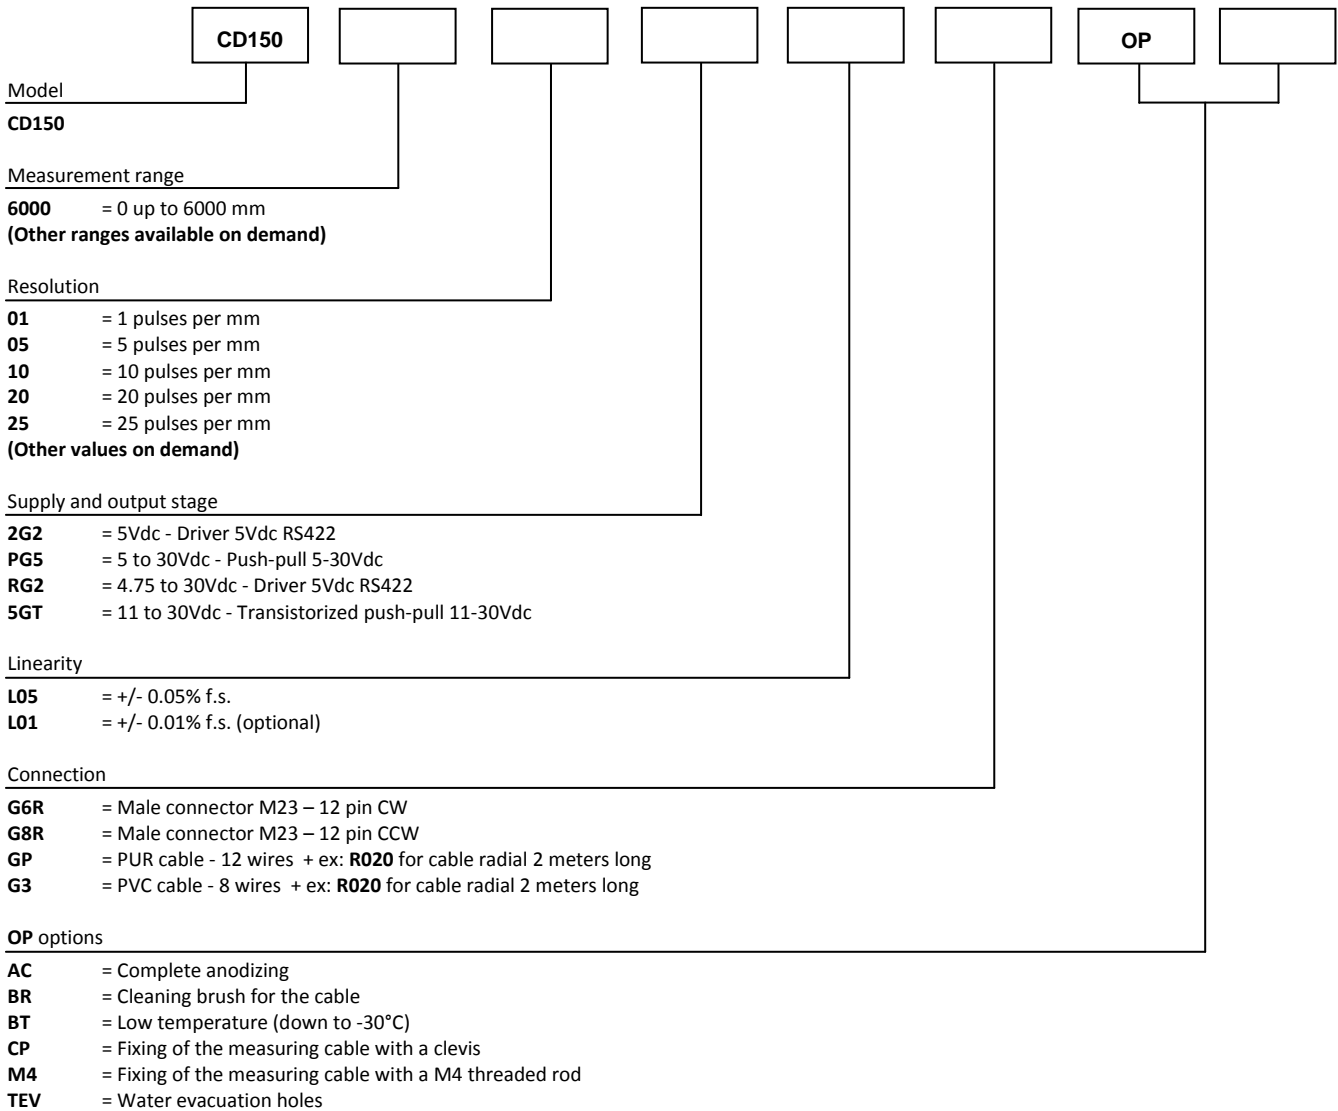 CD150 OP
Model
CD150
Measurement range
6000 = 0 up to 6000 mm
(Other ranges available on demand)
Resolution
01 = 1 pulses per mm
05 = 5 pulses per mm
10 = 10 pulses per mm
20 = 20 pulses per mm
25 = 25 pulses per mm
(Other values on demand)
Supply and output stage
2G2 = 5Vdc - Driver 5Vdc RS422
PG5 = 5 to 30Vdc - Push-pull 5-30Vdc
RG2 = 4.75 to 30Vdc - Driver 5Vdc RS422
5GT = 11 to 30Vdc - Transistorized push-pull 11-30Vdc
Linearity
L05 = +/- 0.05% f.s.
L01 = +/- 0.01% f.s. (optional)
Connection
G6R = Male connector M23 – 12 pin CW
G8R = Male connector M23 – 12 pin CCW
GP = PUR cable - 12 wires + ex: R020 for cable radial 2 meters long
G3 = PVC cable - 8 wires + ex: R020 for cable radial 2 meters long
OP options
AC = Complete anodizing
BR = Cleaning brush for the cable
BT = Low temperature (down to -30°C)
CP = Fixing of the measuring cable with a clevis
M4 = Fixing of the measuring cable with a M4 threaded rod
TEV = Water evacuation holes